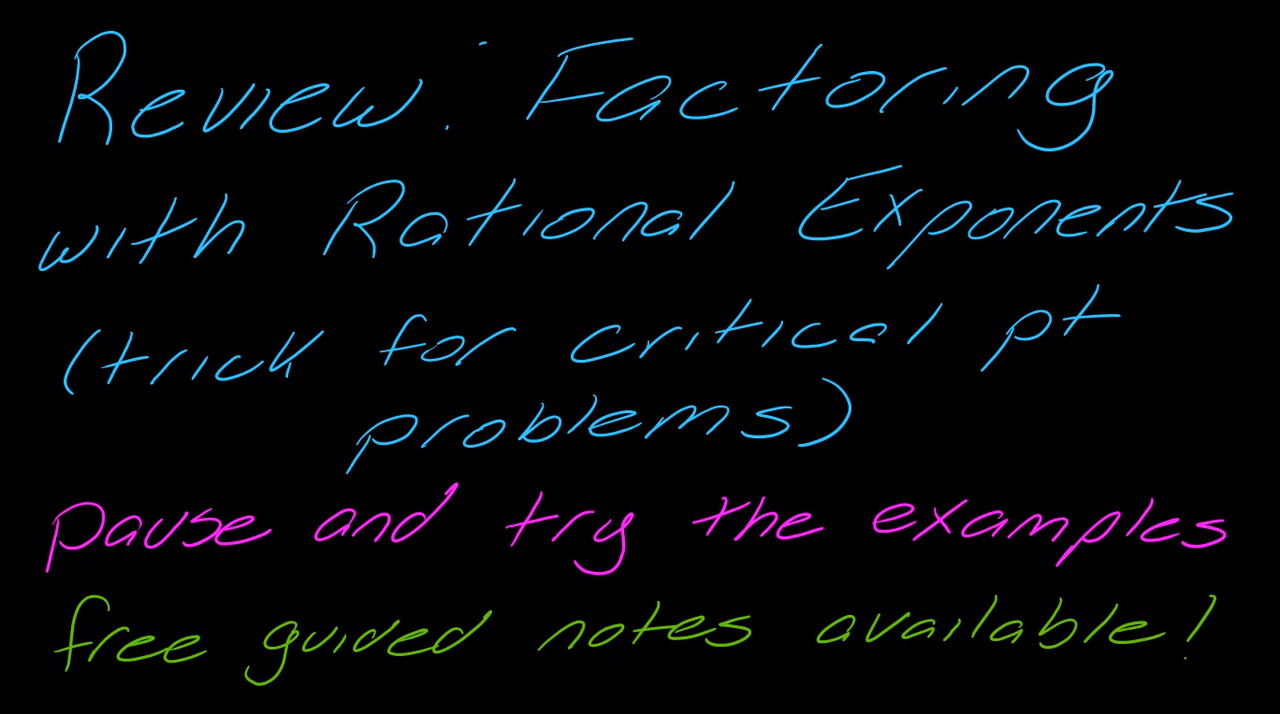 Review: Factoring
with Rational Exponents
(trick for critical pt
problems)
pause and try the examples
free guided notes available!